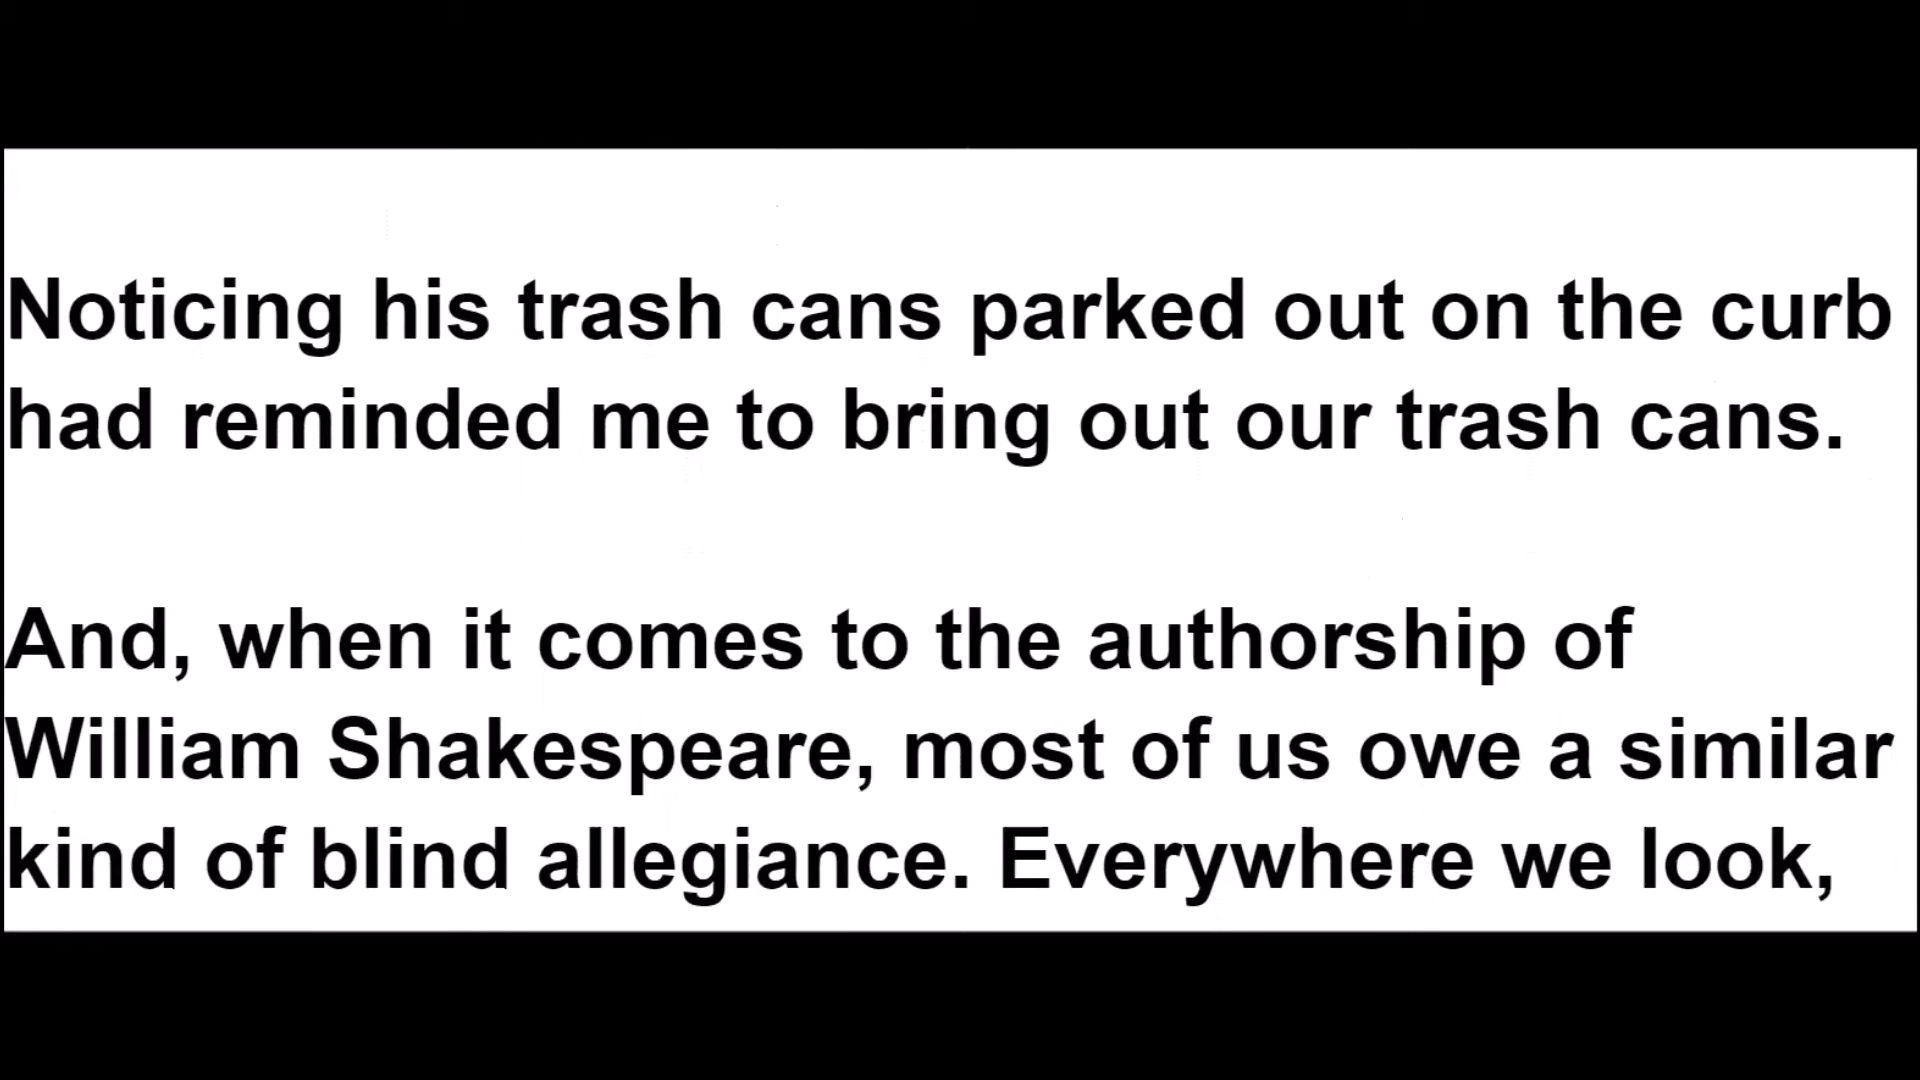 Noticing his trash cans parked out on the curb
had reminded me to bring out our trash cans.
And, when it comes to the authorship of
William Shakespeare, most of us owe a similar
kind of blind allegiance. Everywhere we look,